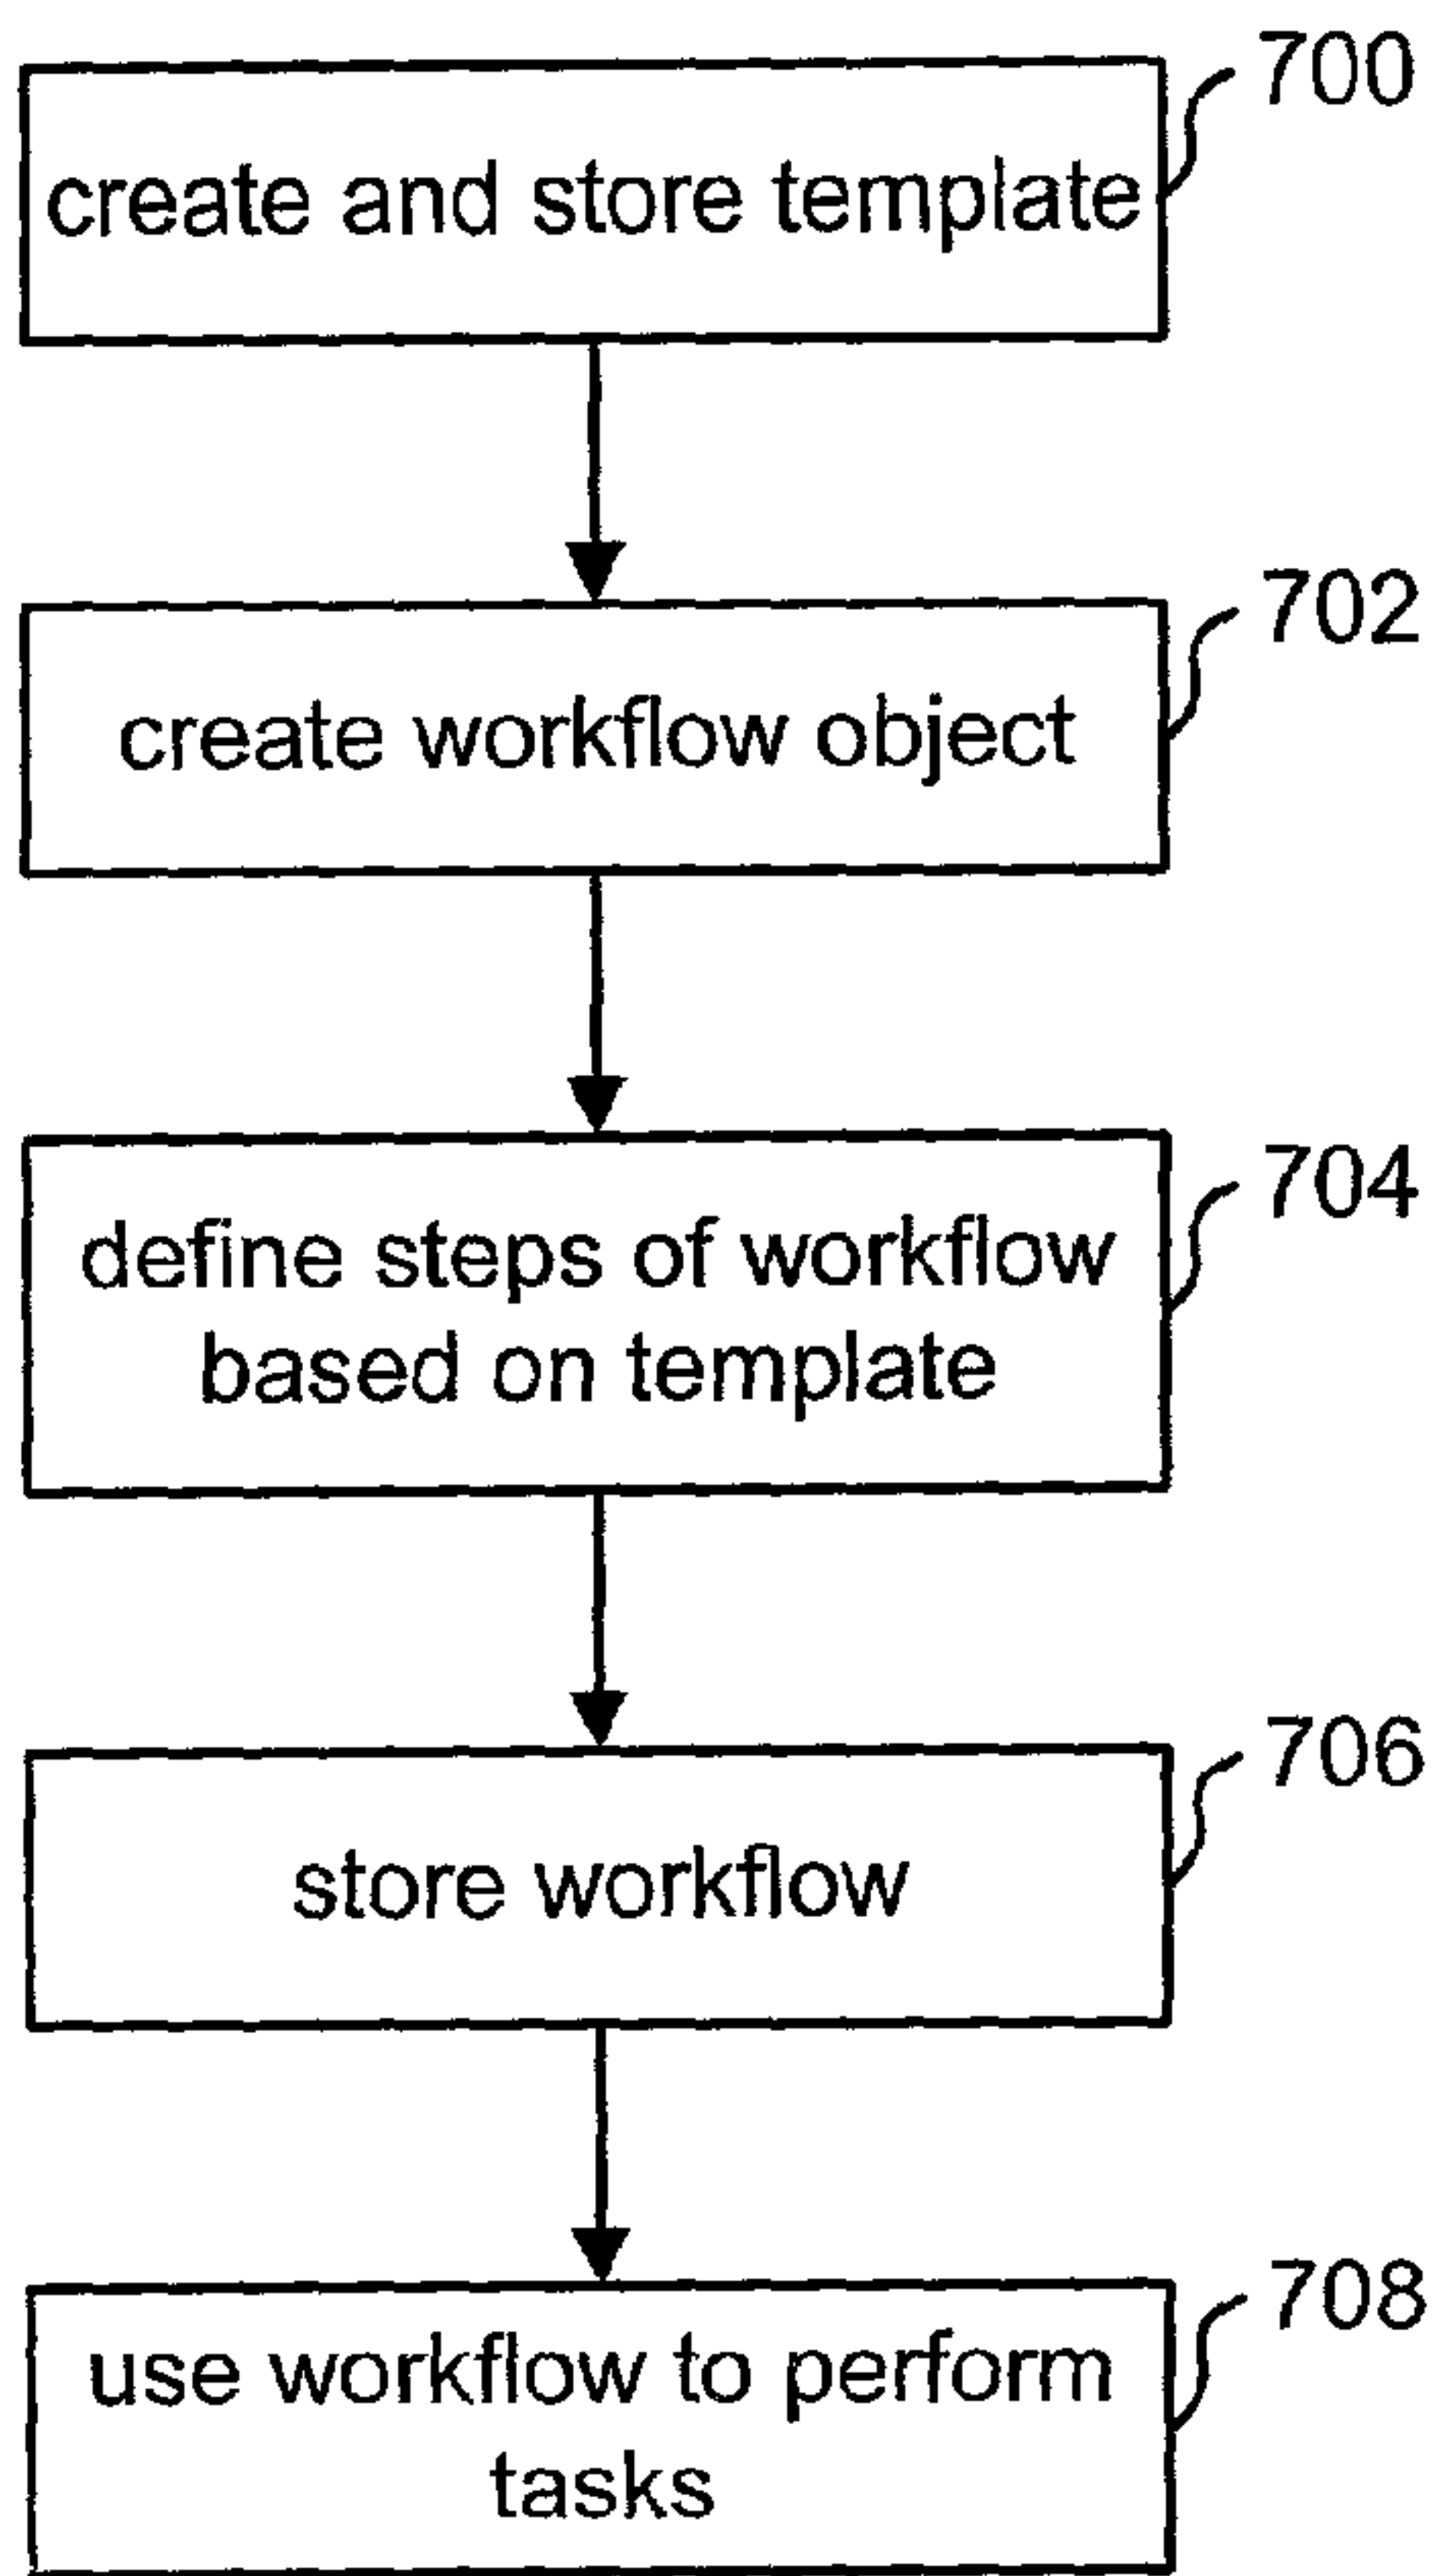 700
create and store template
702
create workflow object
704
define steps of workflow
based on template
706
store workflow
708
use workflow to perform
tasks